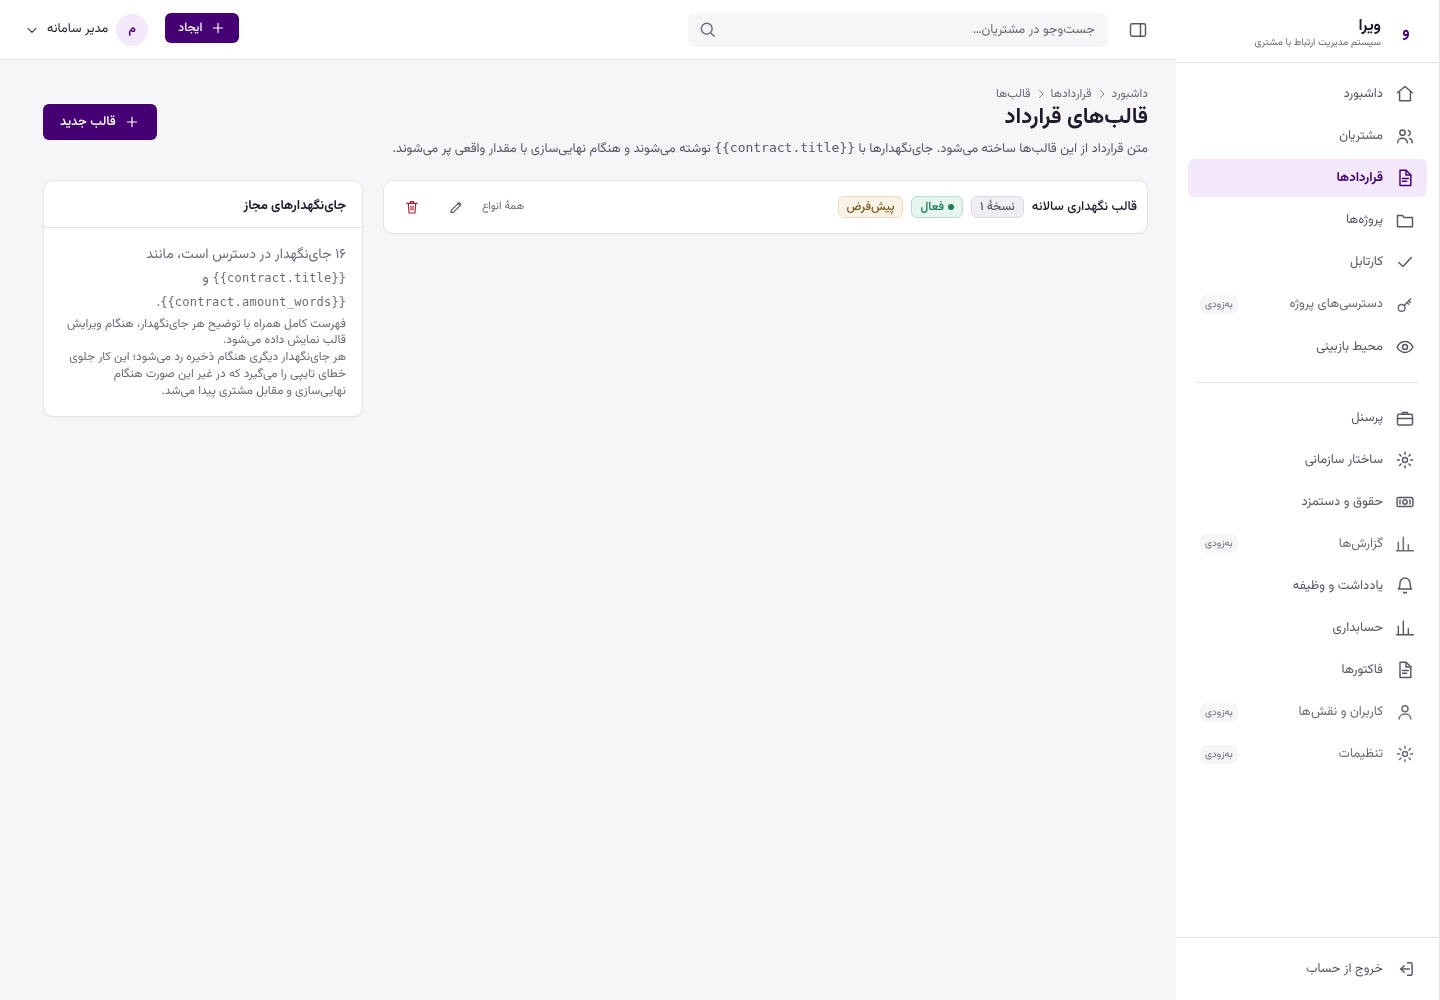 و
ویرا
سیستم مدیریت ارتباط با مشتری
جست‌وجو در مشتریان...
ایجاد
م
مدیر سامانه
داشبورد
مشتریان
قراردادها
پروژه‌ها
کارتابل
دسترسی‌های پروژه
به‌زودی
محیط بازبینی
پرسنل
ساختار سازمانی
حقوق و دستمزد
گزارش‌ها
به‌زودی
یادداشت و وظیفه
حسابداری
فاکتورها
کاربران و نقش‌ها
به‌زودی
تنظیمات
به‌زودی
خروج از حساب
داشبورد
قراردادها
قالب‌ها
قالب‌های قرارداد
متن قرارداد از این قالب‌ها ساخته می‌شود. جای‌نگهدارها با {{contract.title}} نوشته می‌شوند و هنگام نهایی‌سازی با مقدار واقعی پر می‌شوند.
قالب جدید
قالب نگهداری سالانه
نسخهٔ ۱
فعال
پیش‌فرض
همهٔ انواع
جای‌نگهدارهای مجاز
۱۶ جای‌نگهدار در دسترس است، مانند
{{contract.title}} و
{{contract.amount_words}}.
فهرست کامل همراه با توضیح هر جای‌نگهدار، هنگام ویرایش
قالب نمایش داده می‌شود.
هر جای‌نگهدار دیگری هنگام ذخیره رد می‌شود؛ این کار جلوی
خطای تایپی را می‌گیرد که در غیر این صورت هنگام
نهایی‌سازی و مقابل مشتری پیدا می‌شد.